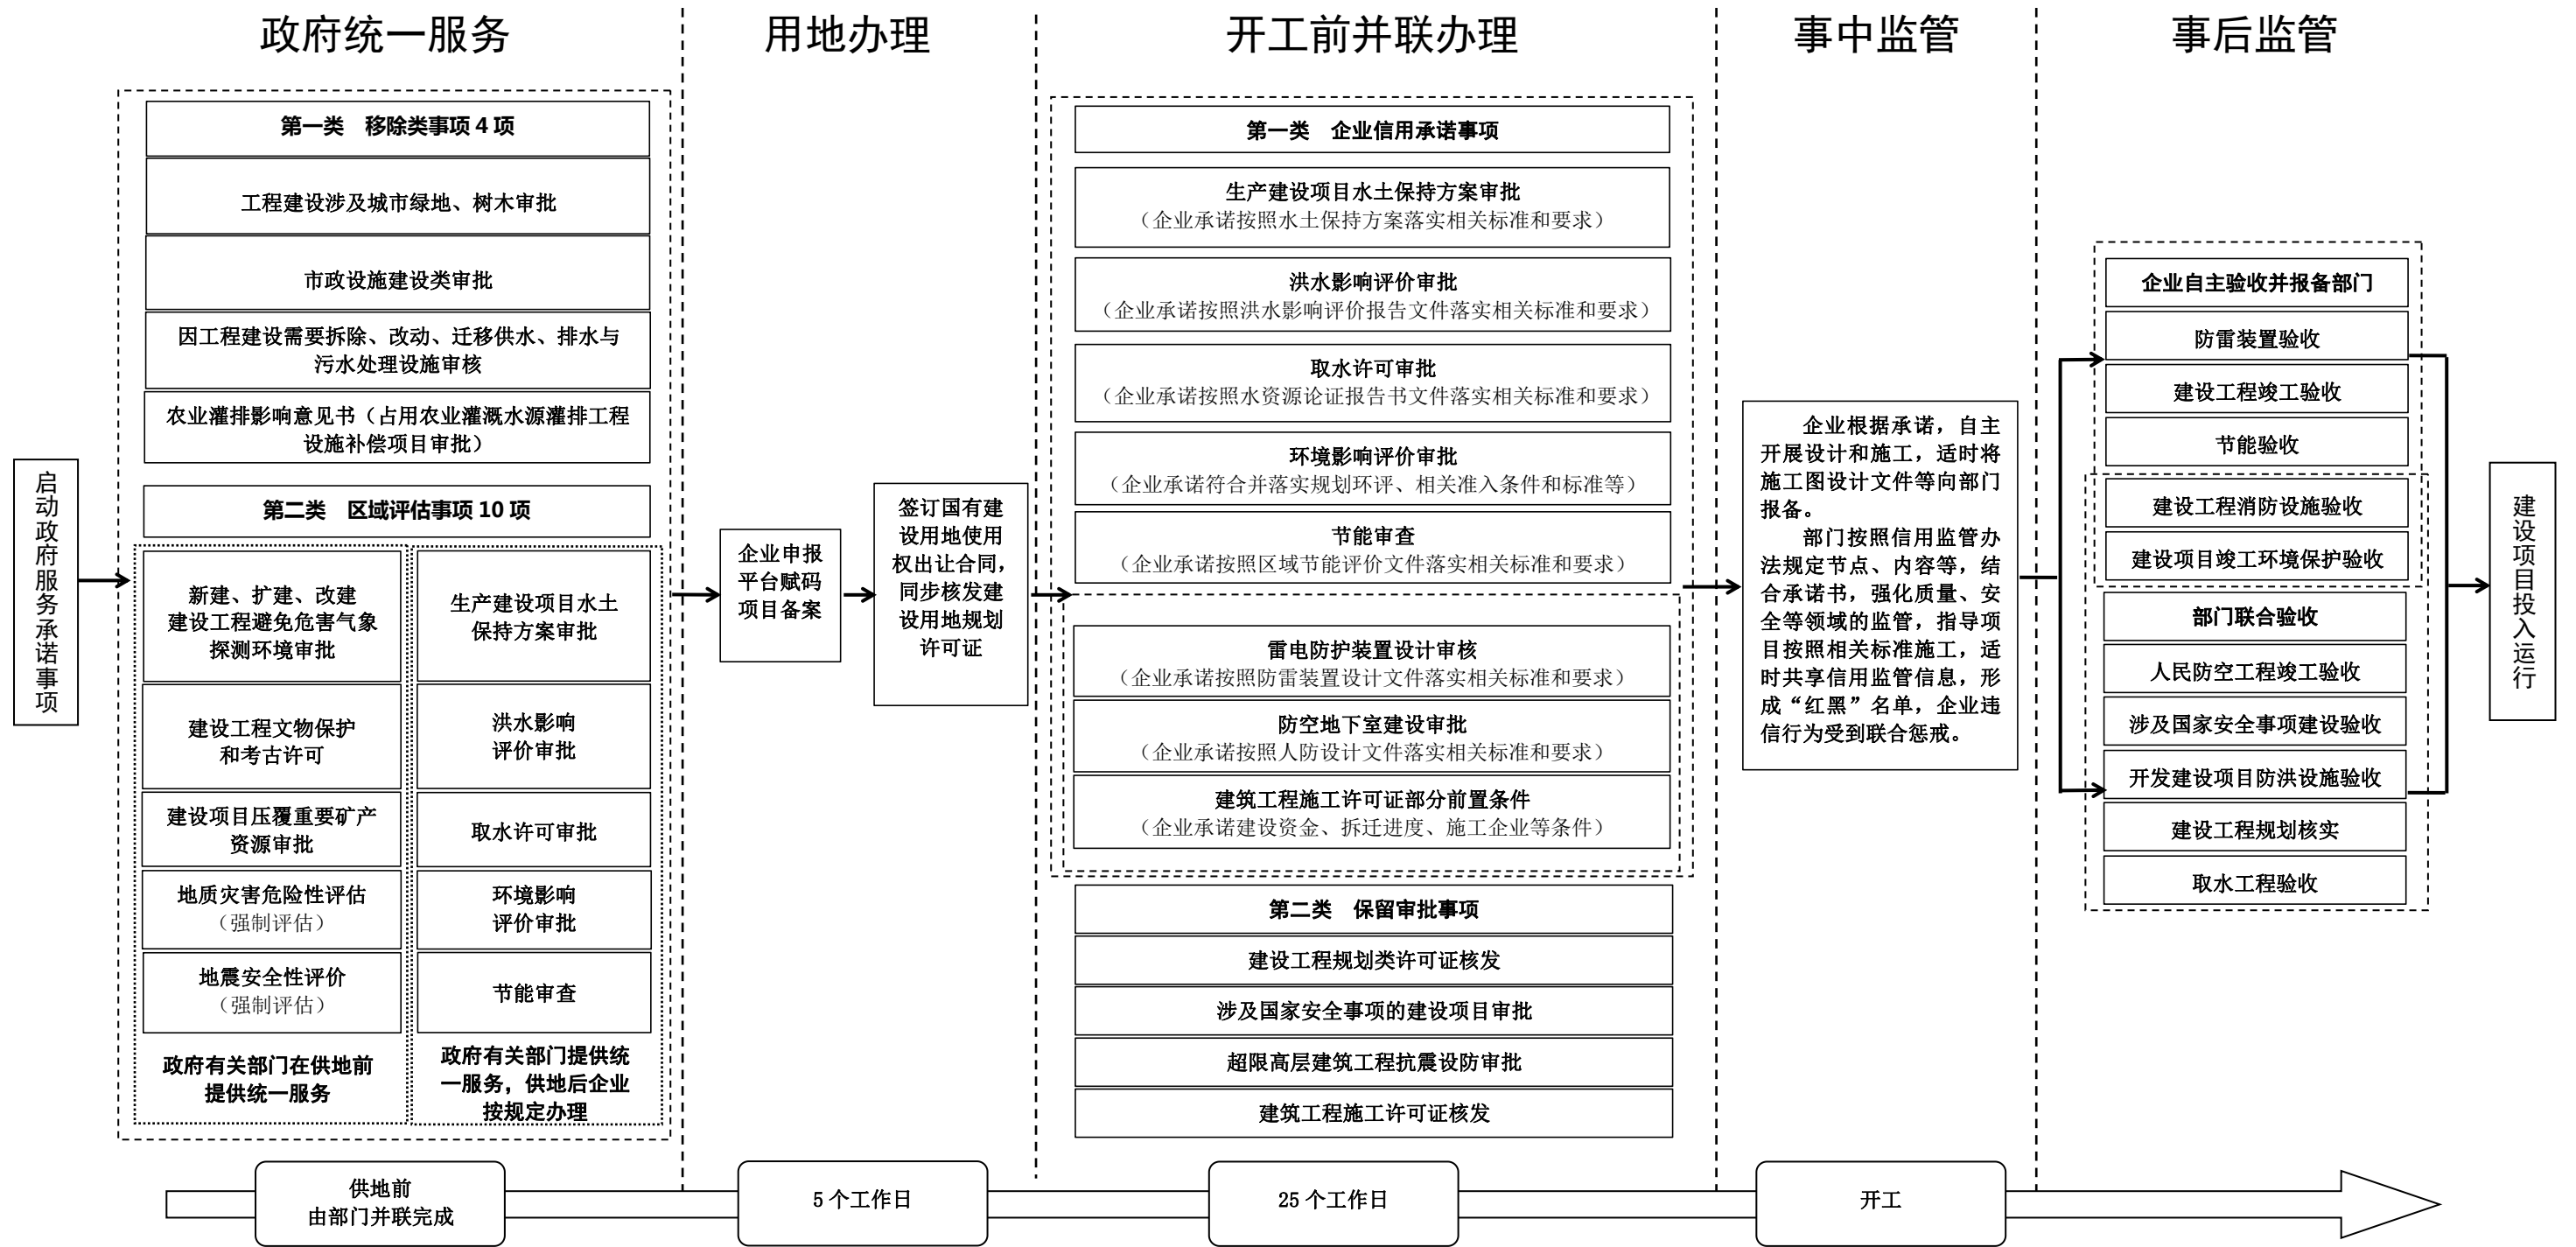 政府统一服务
用地办理
开工前并联办理
事中监管
事后监管
启动政府服务承诺事项
第一类 移除类事项 4 项
工程建设涉及城市绿地、树木审批
市政设施建设类审批
因工程建设需要拆除、改动、迁移供水、排水与
污水处理设施审核
农业灌排影响意见书（占用农业灌溉水源灌排工程
设施补偿项目审批）
第二类 区域评估事项 10 项
新建、扩建、改建
建设工程避免危害气象
探测环境审批
建设工程文物保护
和考古许可
建设项目压覆重要矿产
资源审批
地质灾害危险性评估
（强制评估）
地震安全性评价
（强制评估）
政府有关部门在供地前
提供统一服务
生产建设项目水土
保持方案审批
洪水影响
评价审批
取水许可审批
环境影响
评价审批
节能审查
政府有关部门提供统
一服务，供地后企业
按规定办理
企业申报
平台赋码
项目备案
签订国有建
设用地使用
权出让合同，
同步核发建
设用地规划
许可证
第一类 企业信用承诺事项
生产建设项目水土保持方案审批
（企业承诺按照水土保持方案落实相关标准和要求）
洪水影响评价审批
（企业承诺按照洪水影响评价报告文件落实相关标准和要求）
取水许可审批
（企业承诺按照水资源论证报告书文件落实相关标准和要求）
环境影响评价审批
（企业承诺符合并落实规划环评、相关准入条件和标准等）
节能审查
（企业承诺按照区域节能评价文件落实相关标准和要求）
雷电防护装置设计审核
（企业承诺按照防雷装置设计文件落实相关标准和要求）
防空地下室建设审批
（企业承诺按照人防设计文件落实相关标准和要求）
建筑工程施工许可证部分前置条件
（企业承诺建设资金、拆迁进度、施工企业等条件）
第二类 保留审批事项
建设工程规划类许可证核发
涉及国家安全事项的建设项目审批
超限高层建筑工程抗震设防审批
建筑工程施工许可证核发
企业根据承诺，自主
开展设计和施工，适时将
施工图设计文件等向部门
报备。
部门按照信用监管办
法规定节点、内容等，结
合承诺书，强化质量、安
全等领域的监管，指导项
目按照相关标准施工，适
时共享信用监管信息，形
成“红黑”名单，企业违
信行为受到联合惩戒。
企业自主验收并报备部门
防雷装置验收
建设工程竣工验收
节能验收
建设工程消防设施验收
建设项目竣工环境保护验收
部门联合验收
人民防空工程竣工验收
涉及国家安全事项建设验收
开发建设项目防洪设施验收
建设工程规划核实
取水工程验收
建设项目投入运行
供地前
由部门并联完成
5 个工作日
25 个工作日
开工